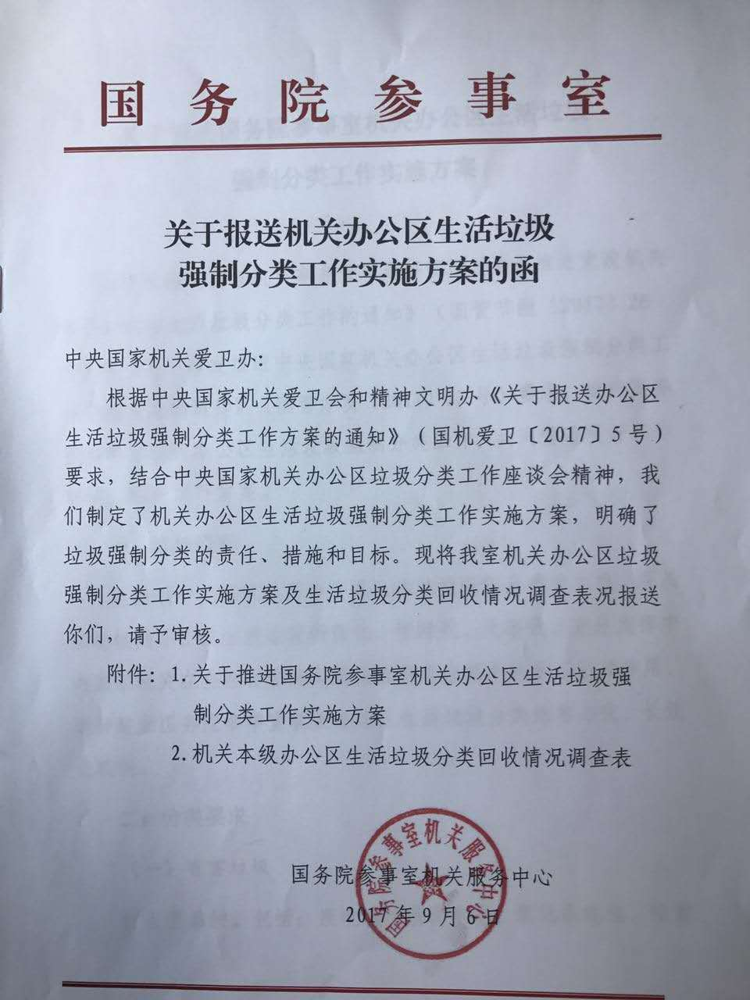 国务院参事室
关于报送机关办公区生活垃圾
强制分类工作实施方案的函
中央国家机关爱卫办：
根据中央国家机关爱卫会和精神文明办《关于报送办公区
生活垃圾强制分类工作方案的通知》（国机爱卫〔2017〕5号）
要求，结合中央国家机关办公区垃圾分类工作座谈会精神，我
们制定了机关办公区生活垃圾强制分类工作实施方案，明确了
垃圾强制分类的责任、措施和目标。现将我室机关办公区垃圾
强制分类工作实施方案及生活垃圾分类回收情况调查表况报送
你们，请予审核。
附件：1.关于推进国务院参事室机关办公区生活垃圾强
制分类工作实施方案
2.机关本级办公区生活垃圾分类回收情况调查表
国务院参事室机关服务中心
国务院参事室机关服务中心
2017年9月6日